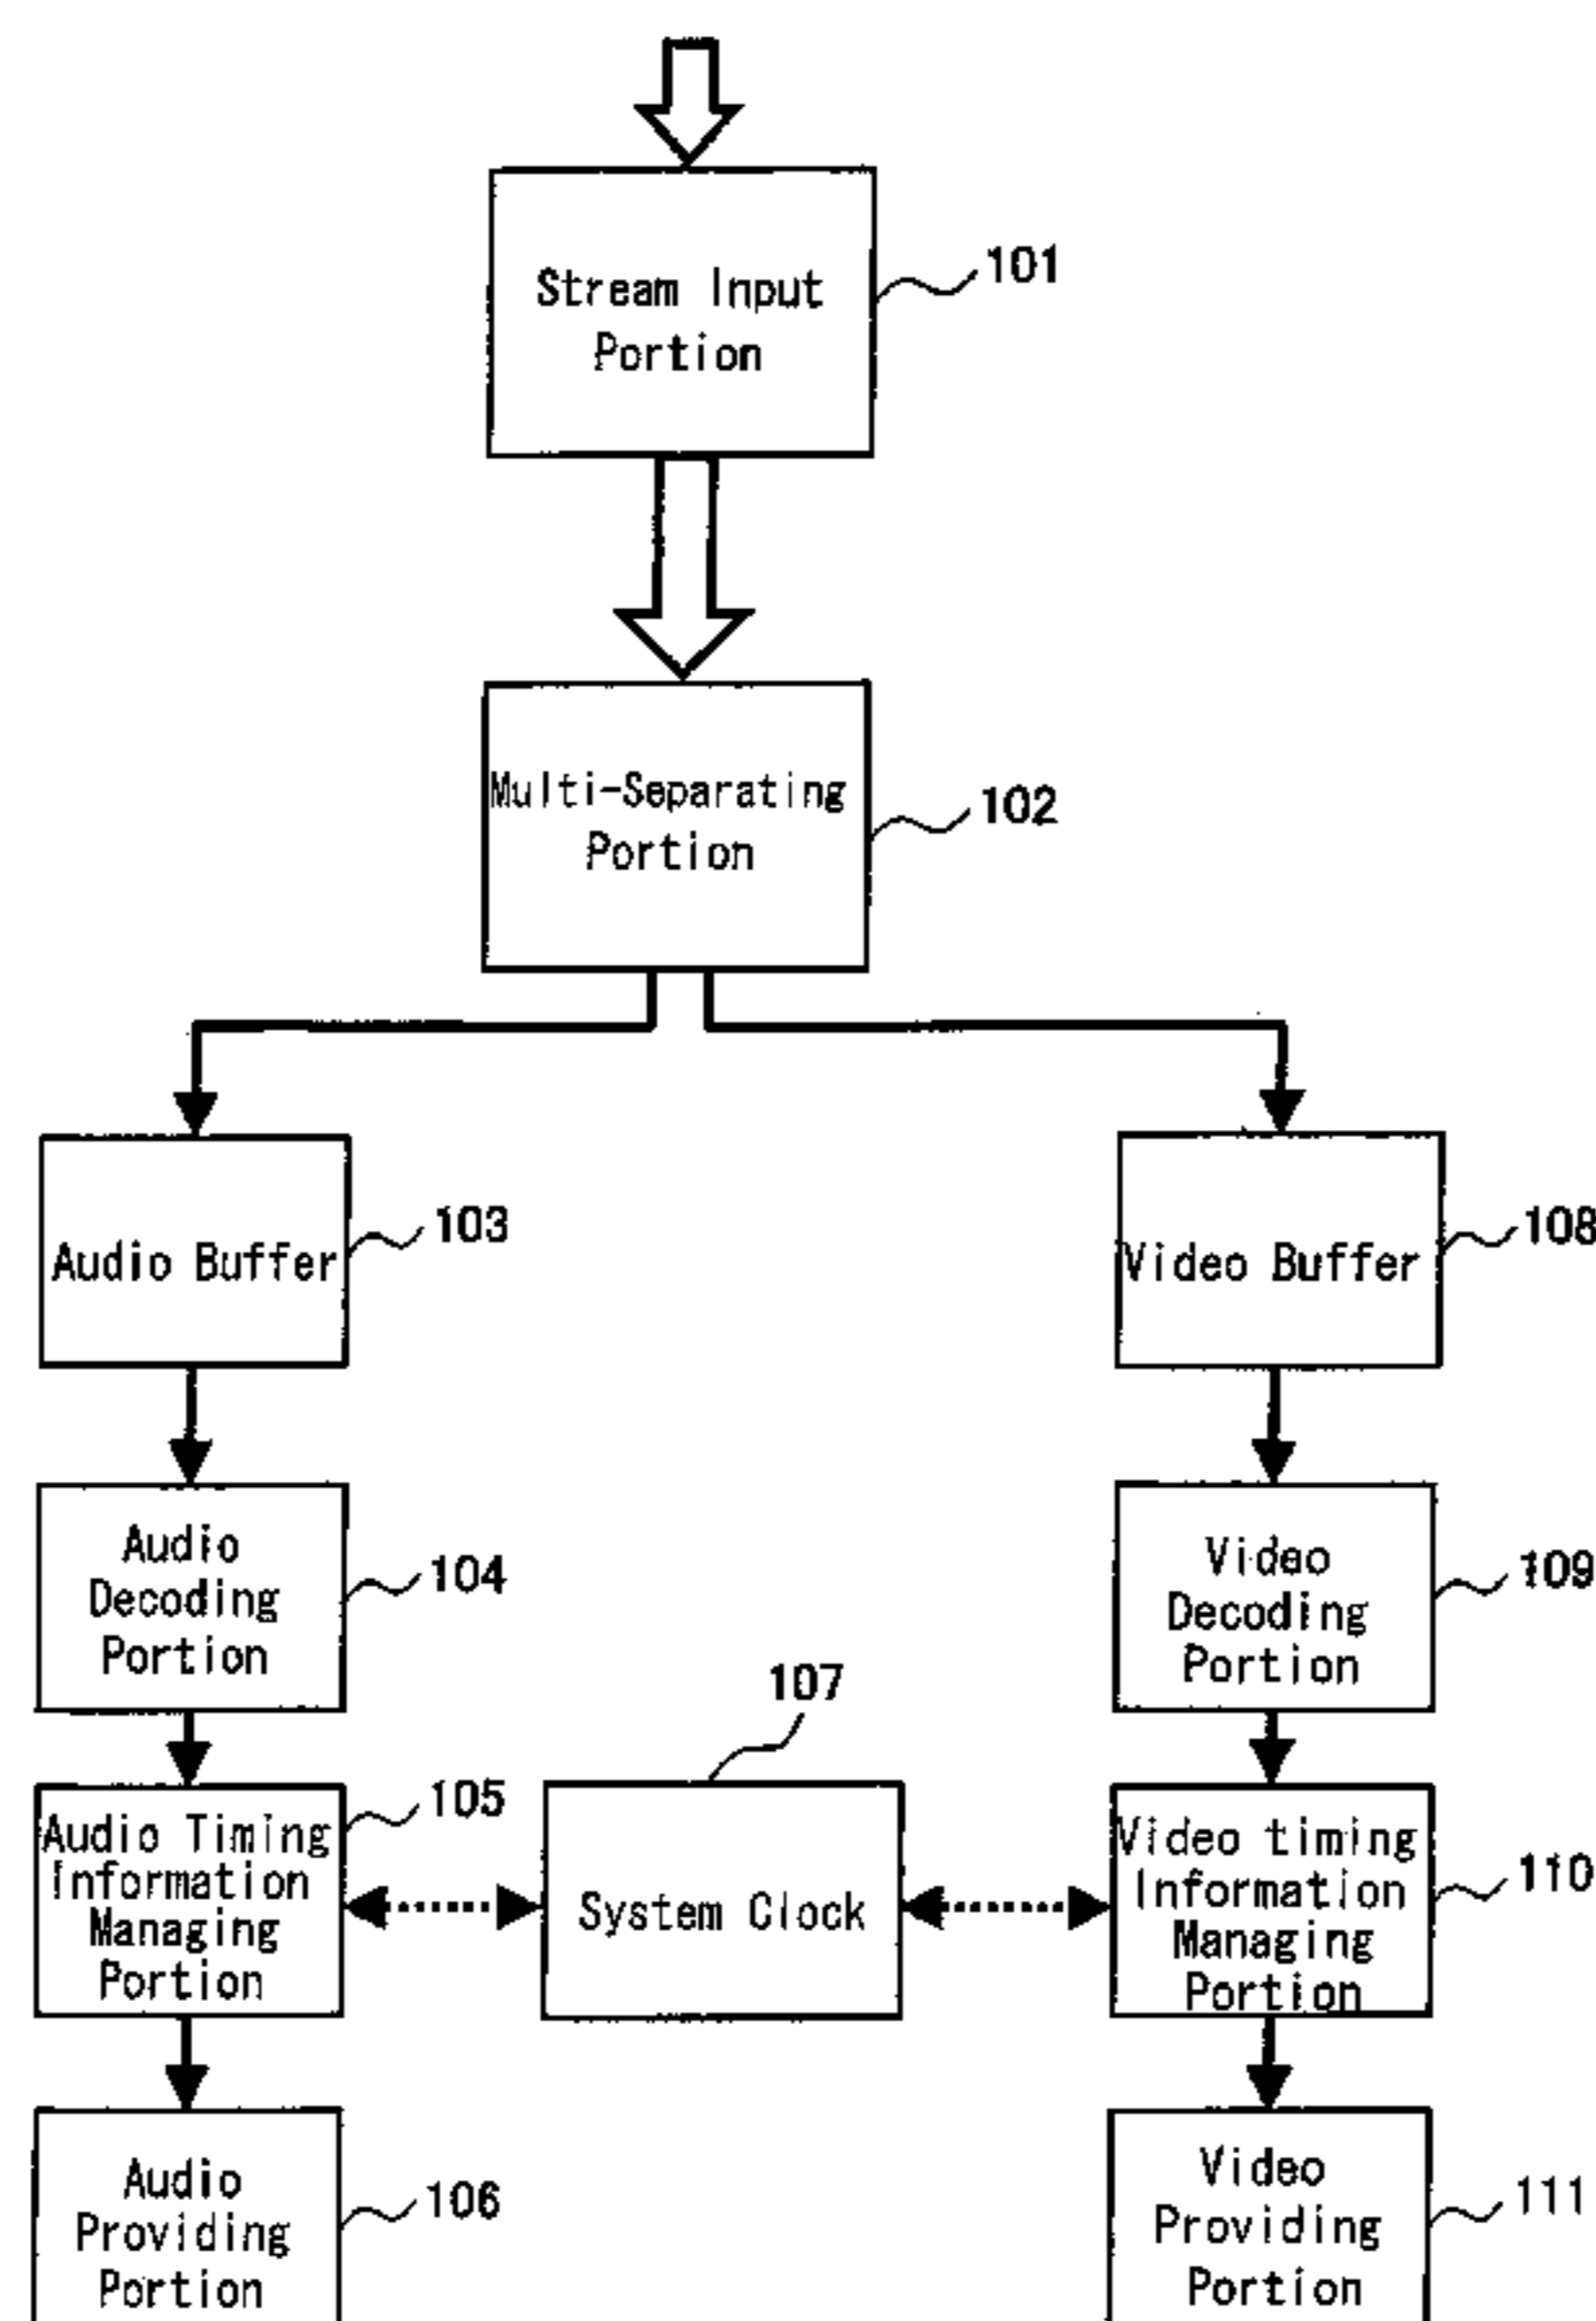 Stream Input
Portion
101
Multi-Separating
Portion
102
Audio Buffer
103
Video Buffer
108
Audio
Decoding
Portion
104
Video
Decoding
Portion
109
107
Audio Timing
Information
Managing
Portion
105
System Clock
Video timing
Information
Managing
Portion
110
Audio
Providing
Portion
106
Video
Providing
Portion
111